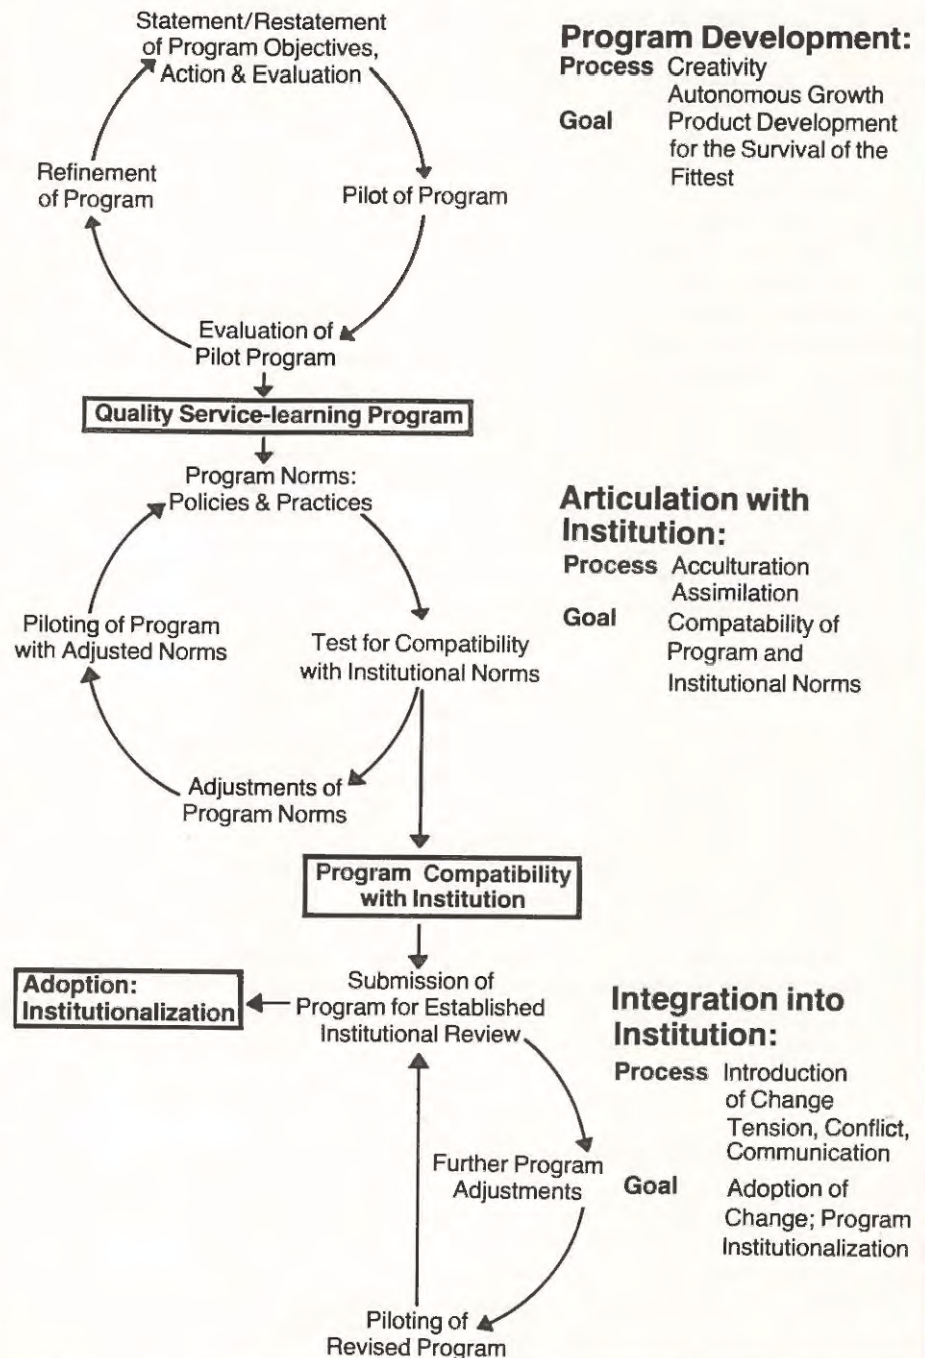 Statement/Restatement
of Program Objectives,
Action & Evaluation
Refinement
of Program
Pilot of Program
Evaluation of
Pilot Program
Quality Service-learning Program
Program Development:
Process Creativity
Autonomous Growth
Goal Product Development
for the Survival of the
Fittest
Program Norms:
Policies & Practices
Piloting of Program
with Adjusted Norms
Test for Compatibility
with Institutional Norms
Adjustments of
Program Norms
Program Compatibility
with Institution
Articulation with
Institution:
Process Acculturation
Assimilation
Goal Compatability of
Program and
Institutional Norms
Adoption:
Institutionalization
Submission of
Program for Established
Institutional Review
Further Program
Adjustments
Piloting of
Revised Program
Integration into
Institution:
Process Introduction
of Change
Tension, Conflict,
Communication
Goal Adoption of
Change; Program
Institutionalization